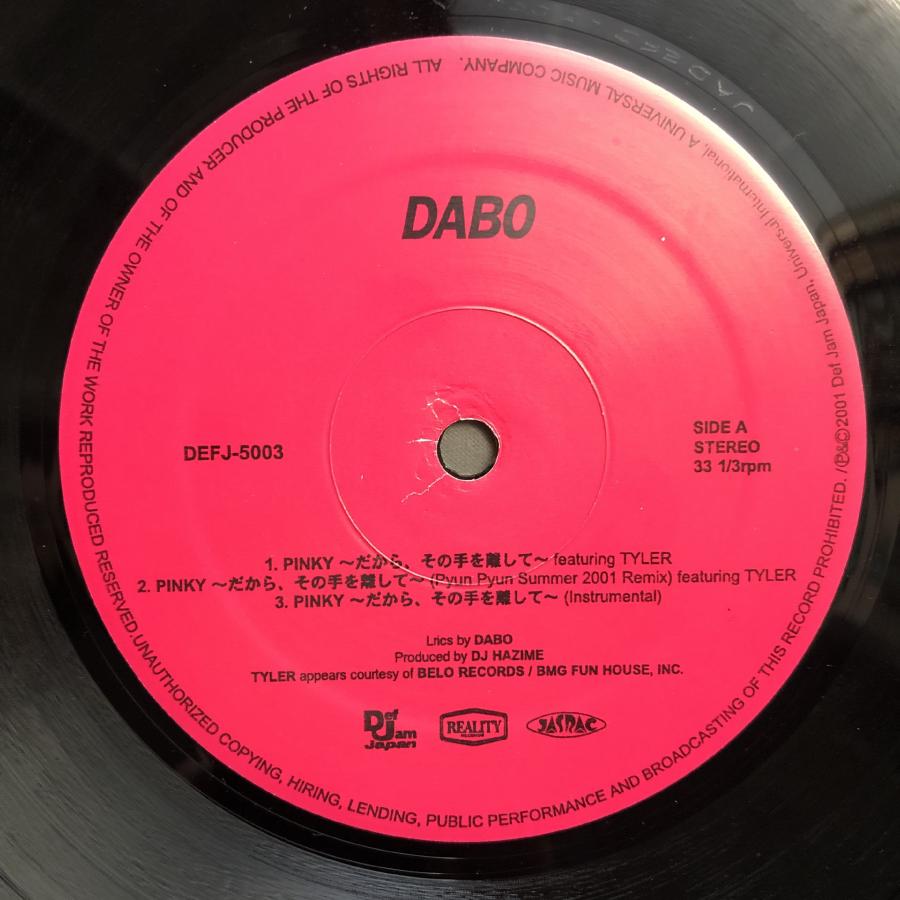 DABO
DEFJ-5003
SIDE A
STEREO
33 1/3rpm
1. PINKY ～だから、その手を離して～ featuring TYLER
2. PINKY ～だから、その手を離して～ (Pyun Pyun Summer 2001 Remix) featuring TYLER
3. PINKY ～だから、その手を離して～ (Instrumental)
Lrics by DABO
Produced by DJ HAZIME
TYLER appears courtesy of BELO RECORDS / BMG FUN HOUSE, INC.
Def Jam Japan
REALITY
JASRAC
℗&©2001 Def Jam Japan, Universal International, A UNIVERSAL MUSIC COMPANY. ALL RIGHTS OF THE PRODUCER AND OF THE OWNER OF THE WORK REPRODUCED RESERVED.UNAUTHORIZED COPYING, HIRING, LENDING, PUBLIC PERFORMANCE AND BROADCASTING OF THIS RECORD PROHIBITED. /